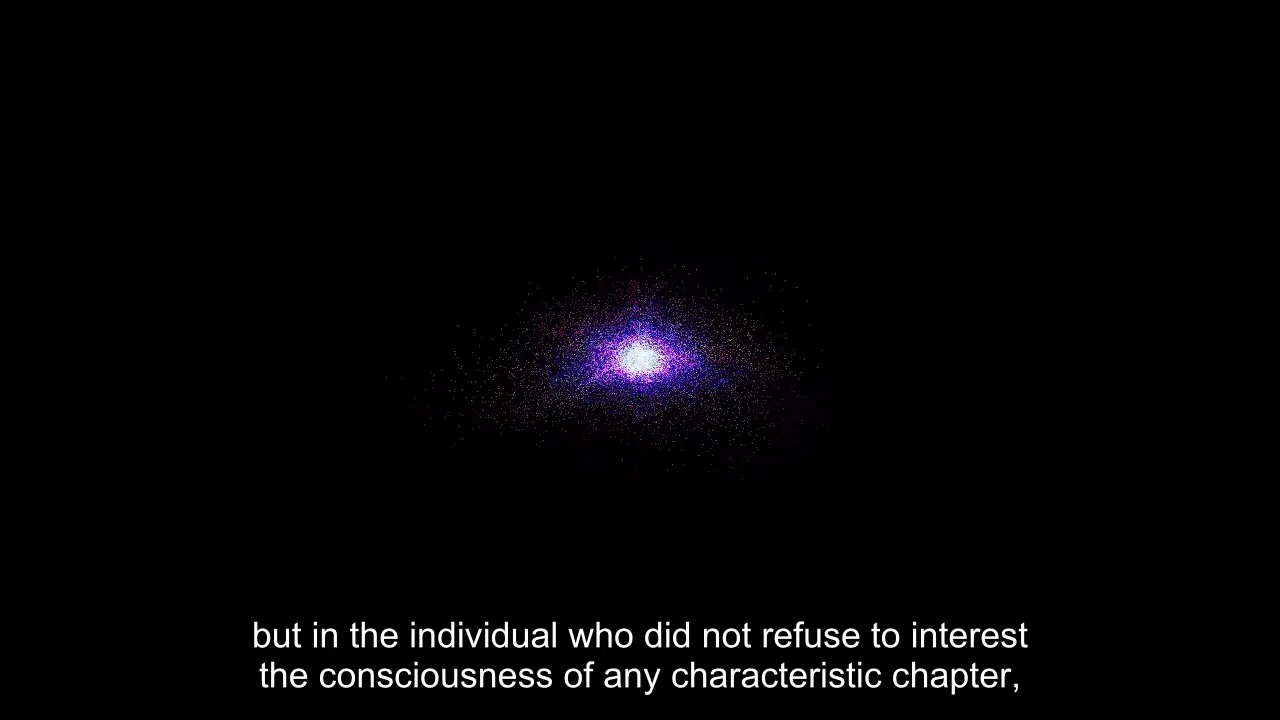 but in the individual who did not refuse to interest
the consciousness of any characteristic chapter,